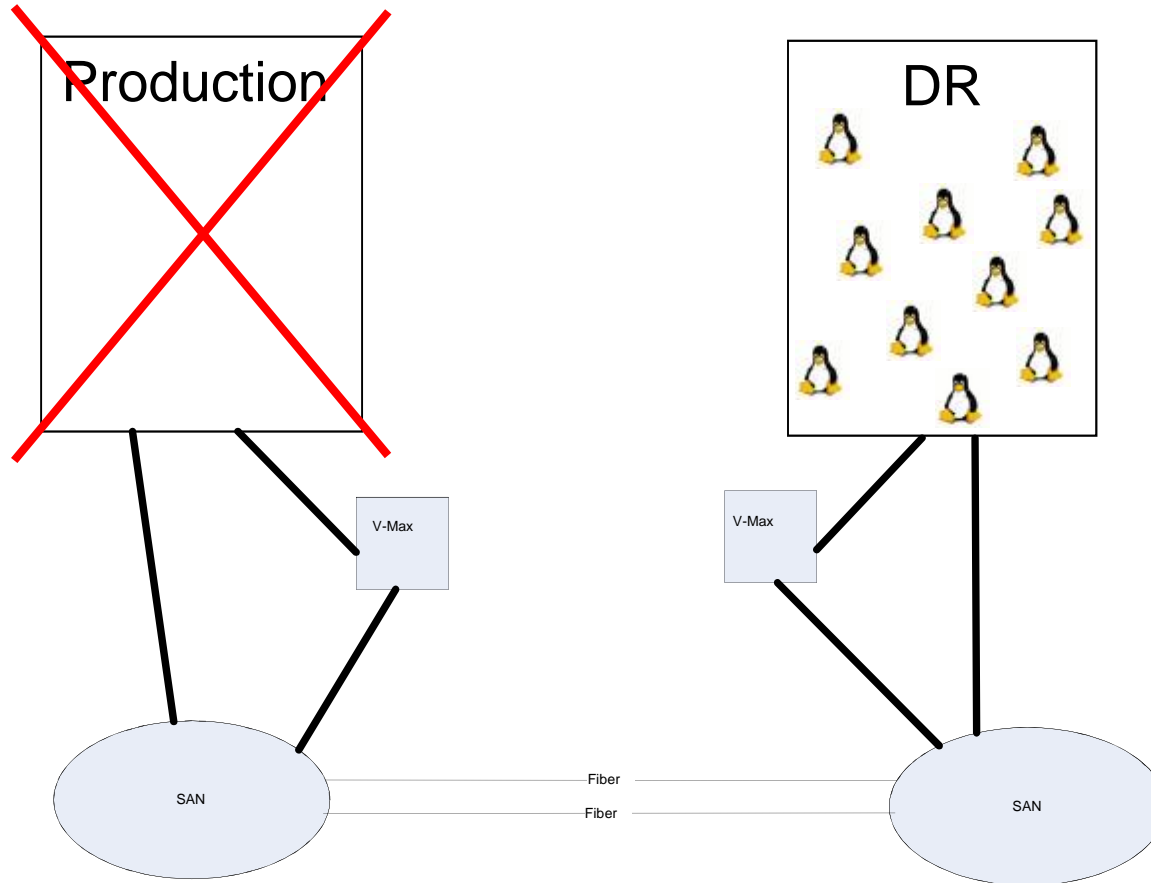 Production
DR
V-Max
V-Max
Fiber
Fiber
SAN
SAN